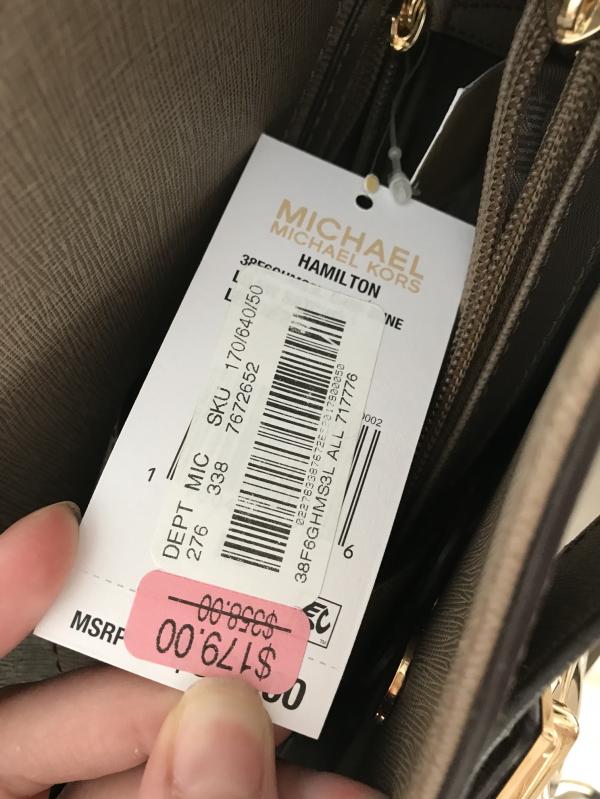 MICHAEL
MICHAEL KORS
HAMILTON
DEPT MIC SKU 170/640/50
276 338 7672652
38F6GHMS3L ALL 717776
1
6
MSRP
$358.00
$179.00